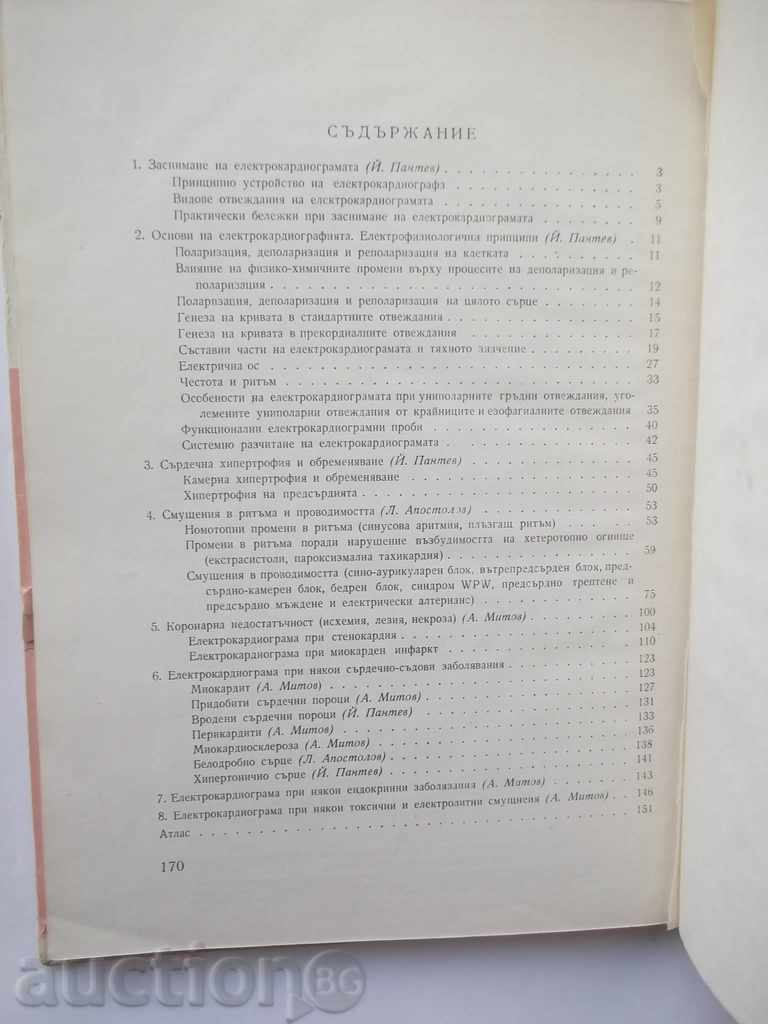 СЪДЪРЖАНИЕ
1. Заснимане на електрокардиограмата (Й. Пантев) . . . . . . . . . . . . 3
Принципно устройство на електрокардиографа . . . . . . . . . . . . 3
Видове отвеждания на електрокардиограмата . . . . . . . . . . . . 5
Практически бележки при заснимане на електрокардиограмата . . . . . . 9
2. Основи на електрокардиографията. Електрофизиологични принципи (Й. Пантев) . 11
Поларизация, деполаризация и реполаризация на клетката . . . . . . . 11
Влияние на физико-химичните промени върху процесите на деполаризация и ре-
поларизация . . . . . . . . . . . . . . . . . . . . . . 12
Поларизация, деполаризация и реполаризация на цялото сърце . . . . . . 14
Генеза на кривата в стандартните отвеждания . . . . . . . . . . . 15
Генеза на кривата в прекордиалните отвеждания . . . . . . . . . . 17
Съставни части на електрокардиограмата и тяхното значение . . . . . . . 19
Електрична ос . . . . . . . . . . . . . . . . . . . . . 27
Честота и ритъм . . . . . . . . . . . . . . . . . . . . 33
Особености на електрокардиограмата при униполарните гръдни отвеждания, уго-
лемените униполарни отвеждания от крайниците и езофагиалните отвеждания 35
Функционални електрокардиограмни проби . . . . . . . . . . . . 40
Системно разчитане на електрокардиограмата . . . . . . . . . . . 42
3. Сърдечна хипертрофия и обременяване (Й. Пантев) . . . . . . . . . . 45
Камерна хипертрофия и обременяване . . . . . . . . . . . . . 45
Хипертрофия на предсърдията . . . . . . . . . . . . . . . . 50
4. Смущения в ритъма и проводимостта (Л. Апостолов) . . . . . . . . . . 53
Номотопни промени в ритъма (синусова аритмия, плъзгащ ритъм) . . . . . 53
Промени в ритъма поради нарушение възбудимостта на хетеротопно огнище
(екстрасистоли, пароксизмална тахикардия) . . . . . . . . . . . . 59
Смущения в проводимостта (сино-аурикуларен блок, вътрепредсърден блок, пред-
сърдно-камерен блок, бедрен блок, синдром WPW, предсърдно трептене и
предсърдно мъждене и електрически алтернанс) . . . . . . . . . . 75
5. Коронарна недостатъчност (исхемия, лезия, некроза) (А. Митов) . . . . . . 100
Електрокардиограма при стенокардия . . . . . . . . . . . . . . 104
Електрокардиограма при миокарден инфаркт . . . . . . . . . . . . 110
6. Електрокардиограма при някои сърдечно-съдови заболявания . . . . . . . 123
Миокардит (А. Митов) . . . . . . . . . . . . . . . . . . 123
Придобити сърдечни пороци (А. Митов) . . . . . . . . . . . . . 127
Вродени сърдечни пороци (Й. Пантев) . . . . . . . . . . . . . 131
Перикардити (А. Митов) . . . . . . . . . . . . . . . . . 133
Миокардиосклероза (А. Митов) . . . . . . . . . . . . . . . 136
Белодробно сърце (Л. Апостолов) . . . . . . . . . . . . . . 138
Хипертонично сърце (Й. Пантев) . . . . . . . . . . . . . . 141
7. Електрокардиограма при някои ендокринни заболявания (А. Митов) . . . . . 143
8. Електрокардиограма при някои токсични и електролитни смущения (А. Митов) . . 146
Атлас . . . . . . . . . . . . . . . . . . . . . . . . 151
170
auction BG